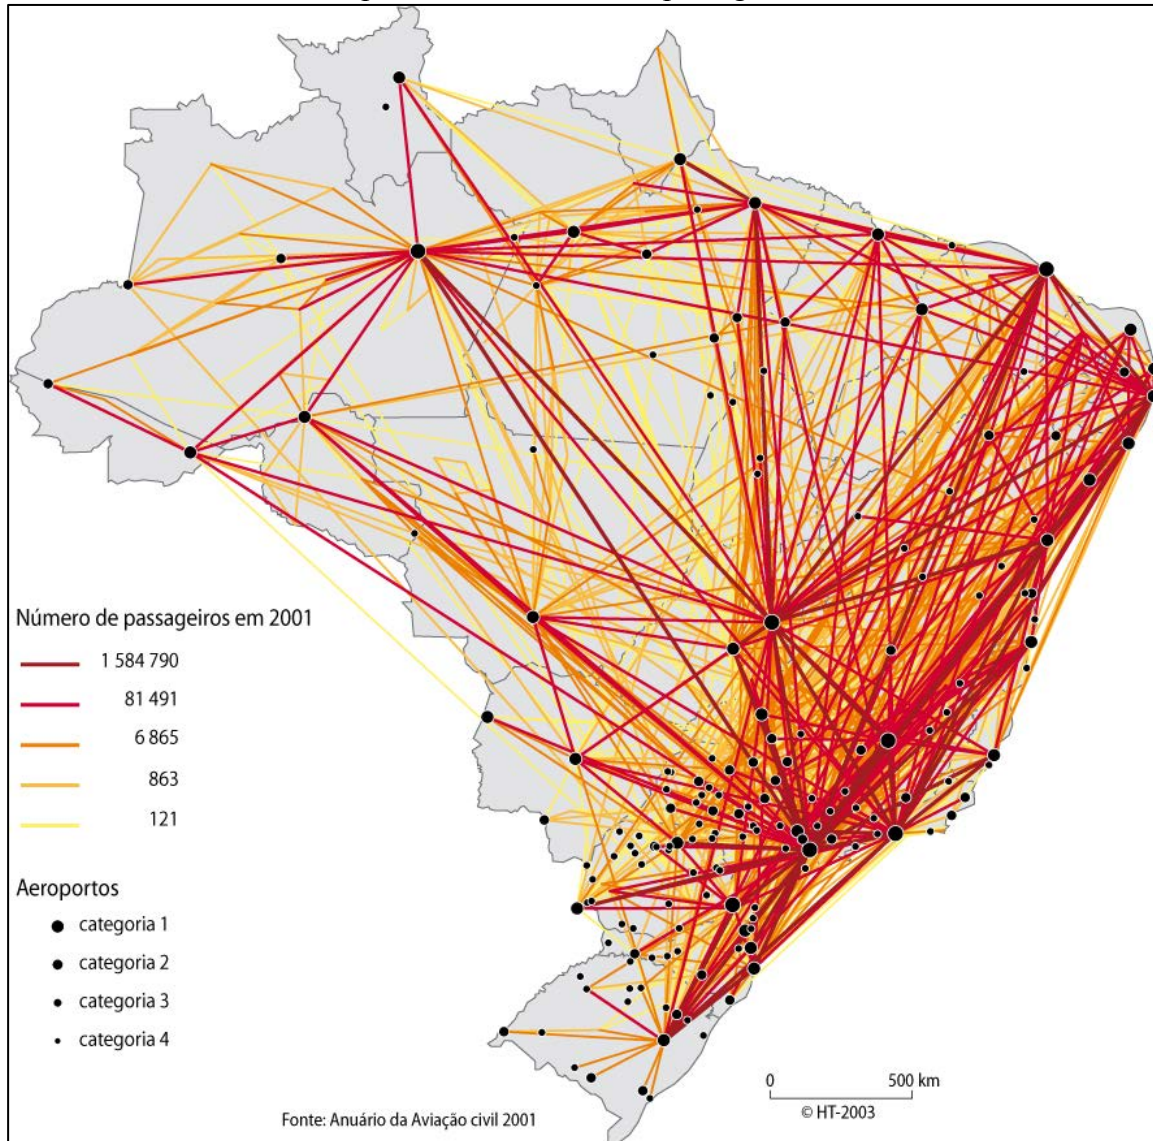 Número de passageiros em 2001
1 584 790
81 491
6 865
863
121
Aeroportos
categoria 1
categoria 2
categoria 3
categoria 4
0 500 km
© HT-2003
Fonte: Anuário da Aviação civil 2001